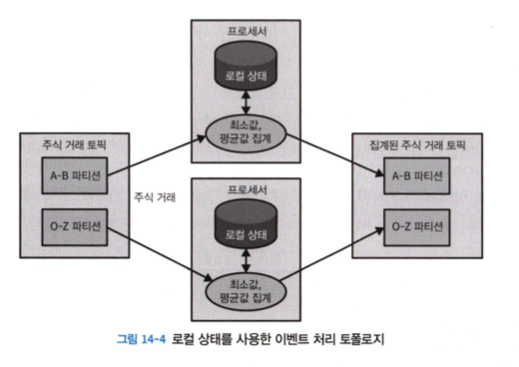 프로세서
로컬 상태
최소값,
평균값 집계
주식 거래 토픽
A-B 파티션
O-Z 파티션
주식 거래
프로세서
로컬 상태
최소값,
평균값 집계
집계된 주식 거래 토픽
A-B 파티션
O-Z 파티션
그림 14-4 로컬 상태를 사용한 이벤트 처리 토폴로지